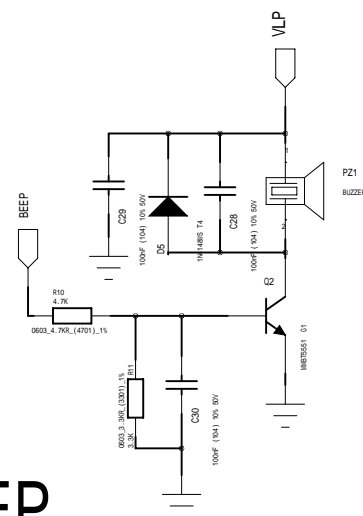 VLP
BEEP
C29
100nF (104) 10% 50V
D5
1N4148WS T4
C28
100nF (104) 10% 50V
1
2
PZ1
BUZZER
R10
4.7K
0603_4.7KR_(4701)_1%
Q2
G1
MMBT5551
R11
0603_3.3KR_(3301)_1%
3.3K
C30
100nF (104) 10% 50V